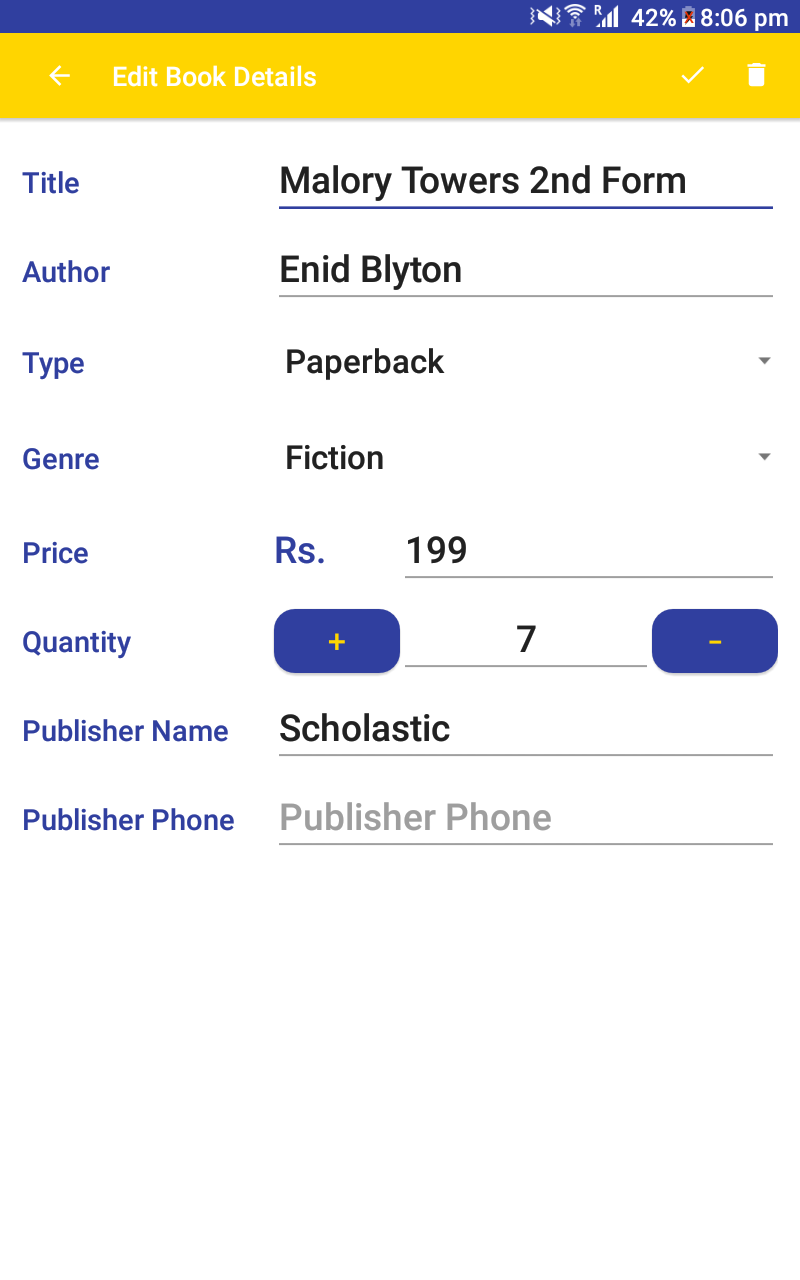 R 42% 8:06 pm
Edit Book Details
Title Malory Towers 2nd Form
Author Enid Blyton
Type Paperback
Genre Fiction
Price Rs. 199
Quantity + 7 -
Publisher Name Scholastic
Publisher Phone Publisher Phone